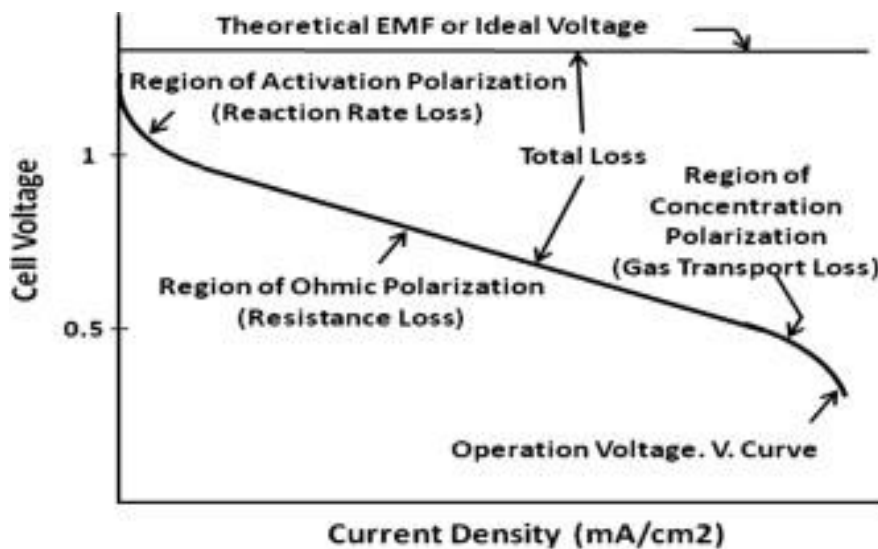 Theoretical EMF or Ideal Voltage
Region of Activation Polarization
(Reaction Rate Loss)
1
Total Loss
Region of
Concentration
Polarization
(Gas Transport Loss)
Cell Voltage
Region of Ohmic Polarization
(Resistance Loss)
0.5
Operation Voltage. V. Curve
Current Density (mA/cm2)